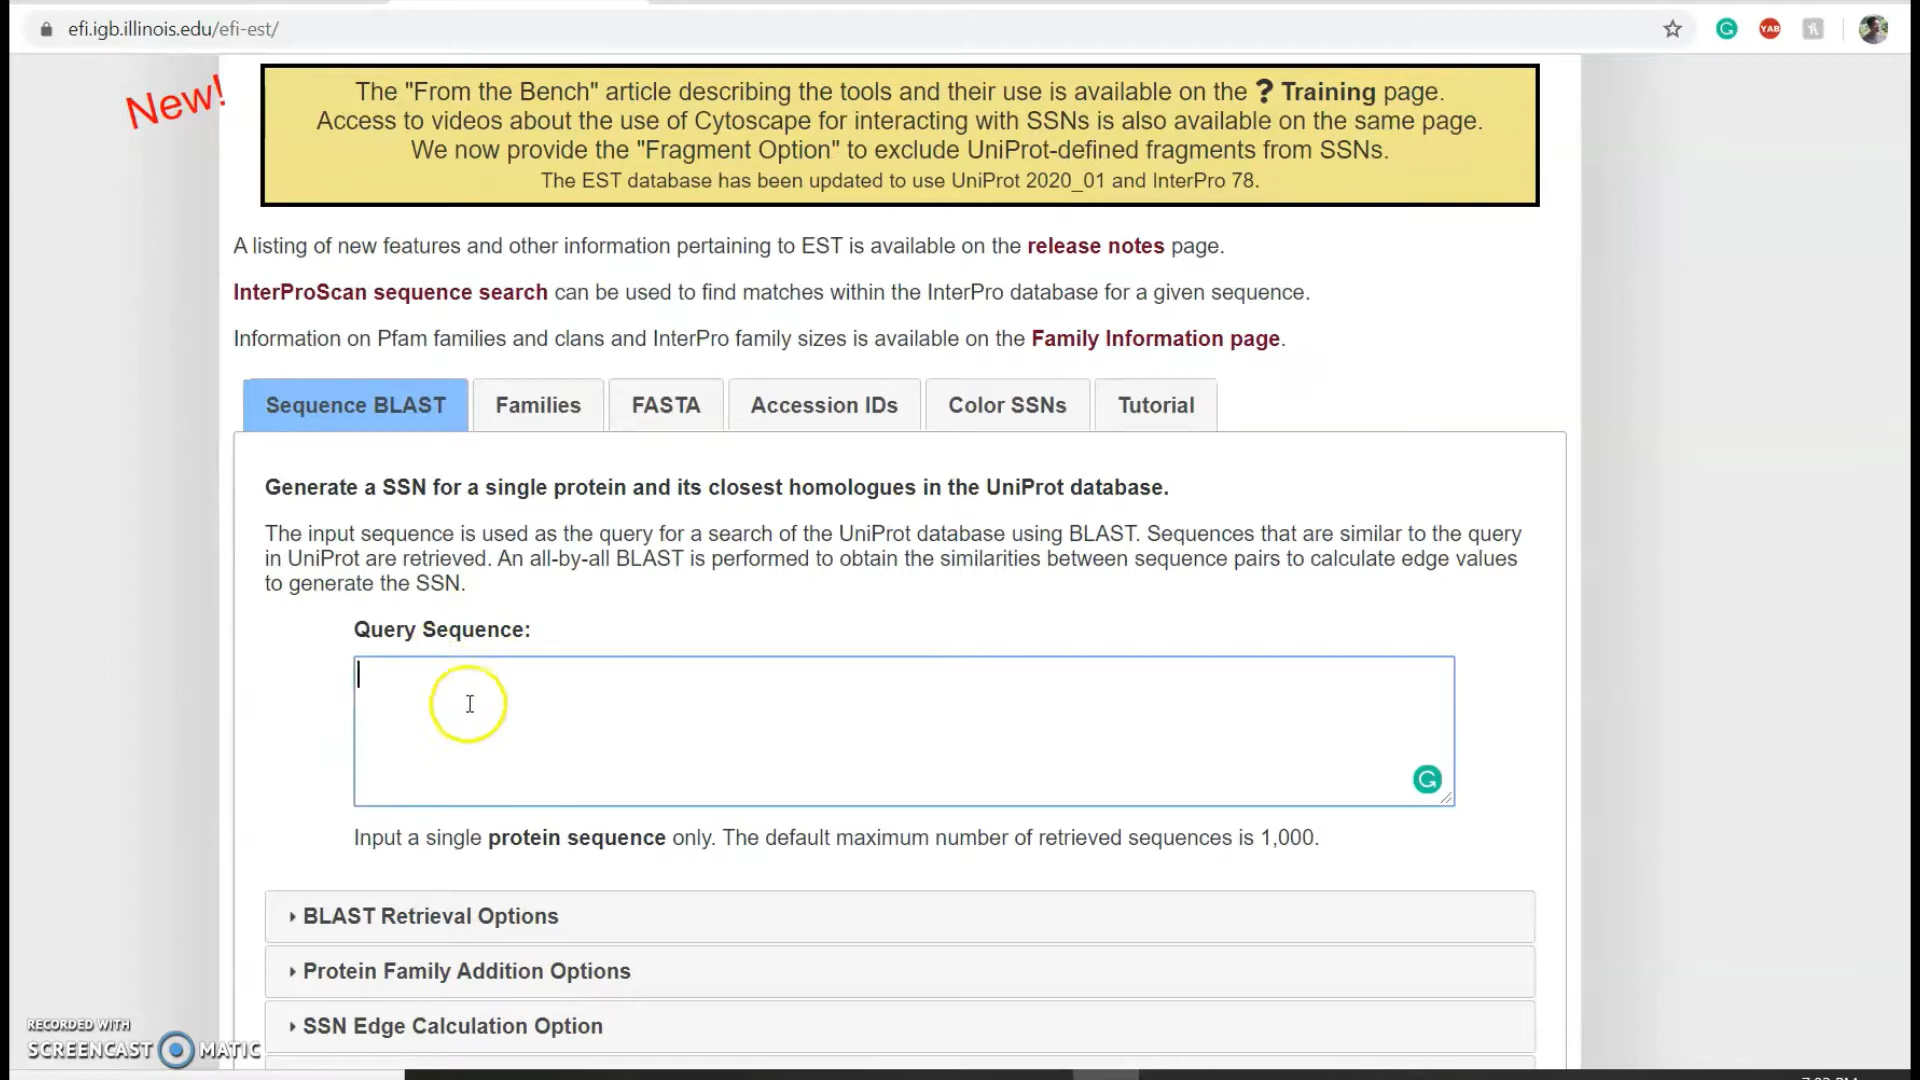 efi.igb.illinois.edu/efi-est/
YAB
New!
The "From the Bench" article describing the tools and their use is available on the ? Training page.
Access to videos about the use of Cytoscape for interacting with SSNs is also available on the same page.
We now provide the "Fragment Option" to exclude UniProt-defined fragments from SSNs.
The EST database has been updated to use UniProt 2020_01 and InterPro 78.
A listing of new features and other information pertaining to EST is available on the release notes page.
InterProScan sequence search can be used to find matches within the InterPro database for a given sequence.
Information on Pfam families and clans and InterPro family sizes is available on the Family Information page.
Sequence BLAST Families FASTA Accession IDs Color SSNs Tutorial
Generate a SSN for a single protein and its closest homologues in the UniProt database.
The input sequence is used as the query for a search of the UniProt database using BLAST. Sequences that are similar to the query
in UniProt are retrieved. An all-by-all BLAST is performed to obtain the similarities between sequence pairs to calculate edge values
to generate the SSN.
Query Sequence:
Input a single protein sequence only. The default maximum number of retrieved sequences is 1,000.
BLAST Retrieval Options
Protein Family Addition Options
SSN Edge Calculation Option
RECORDED WITH
SCREENCAST MATIC